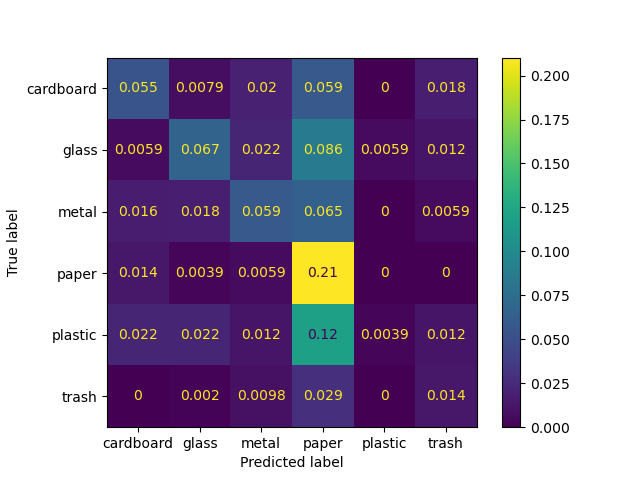 cardboard 0.055 0.0079 0.02 0.059 0 0.018
glass 0.0059 0.067 0.022 0.086 0.0059 0.012
metal 0.016 0.018 0.059 0.065 0 0.0059
paper 0.014 0.0039 0.0059 0.21 0 0
plastic 0.022 0.022 0.012 0.12 0.0039 0.012
trash 0 0.002 0.0098 0.029 0 0.014
cardboard glass metal paper plastic trash
Predicted label
True label
0.200
0.175
0.150
0.125
0.100
0.075
0.050
0.025
0.000